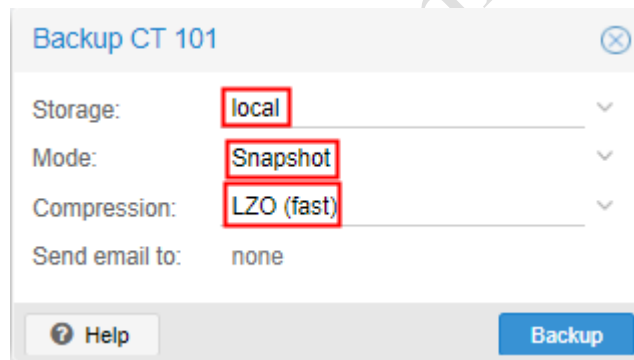 Backup CT 101
Storage: local
Mode: Snapshot
Compression: LZO (fast)
Send email to: none
Help Backup